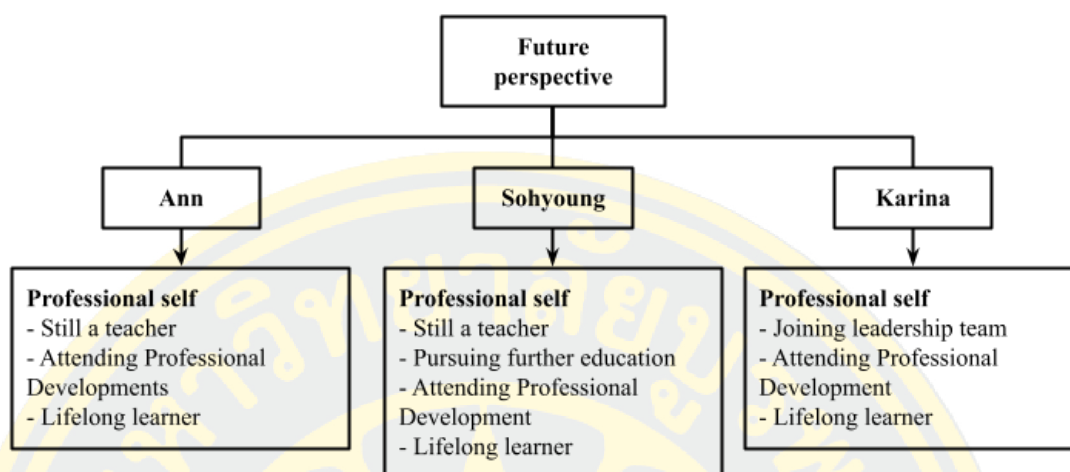 Future
perspective
Ann
Sohyoung
Karina
Professional self
- Still a teacher
- Attending Professional
Developments
- Lifelong learner
Professional self
- Still a teacher
- Pursuing further education
- Attending Professional
Development
- Lifelong learner
Professional self
- Joining leadership team
- Attending Professional
Development
- Lifelong learner